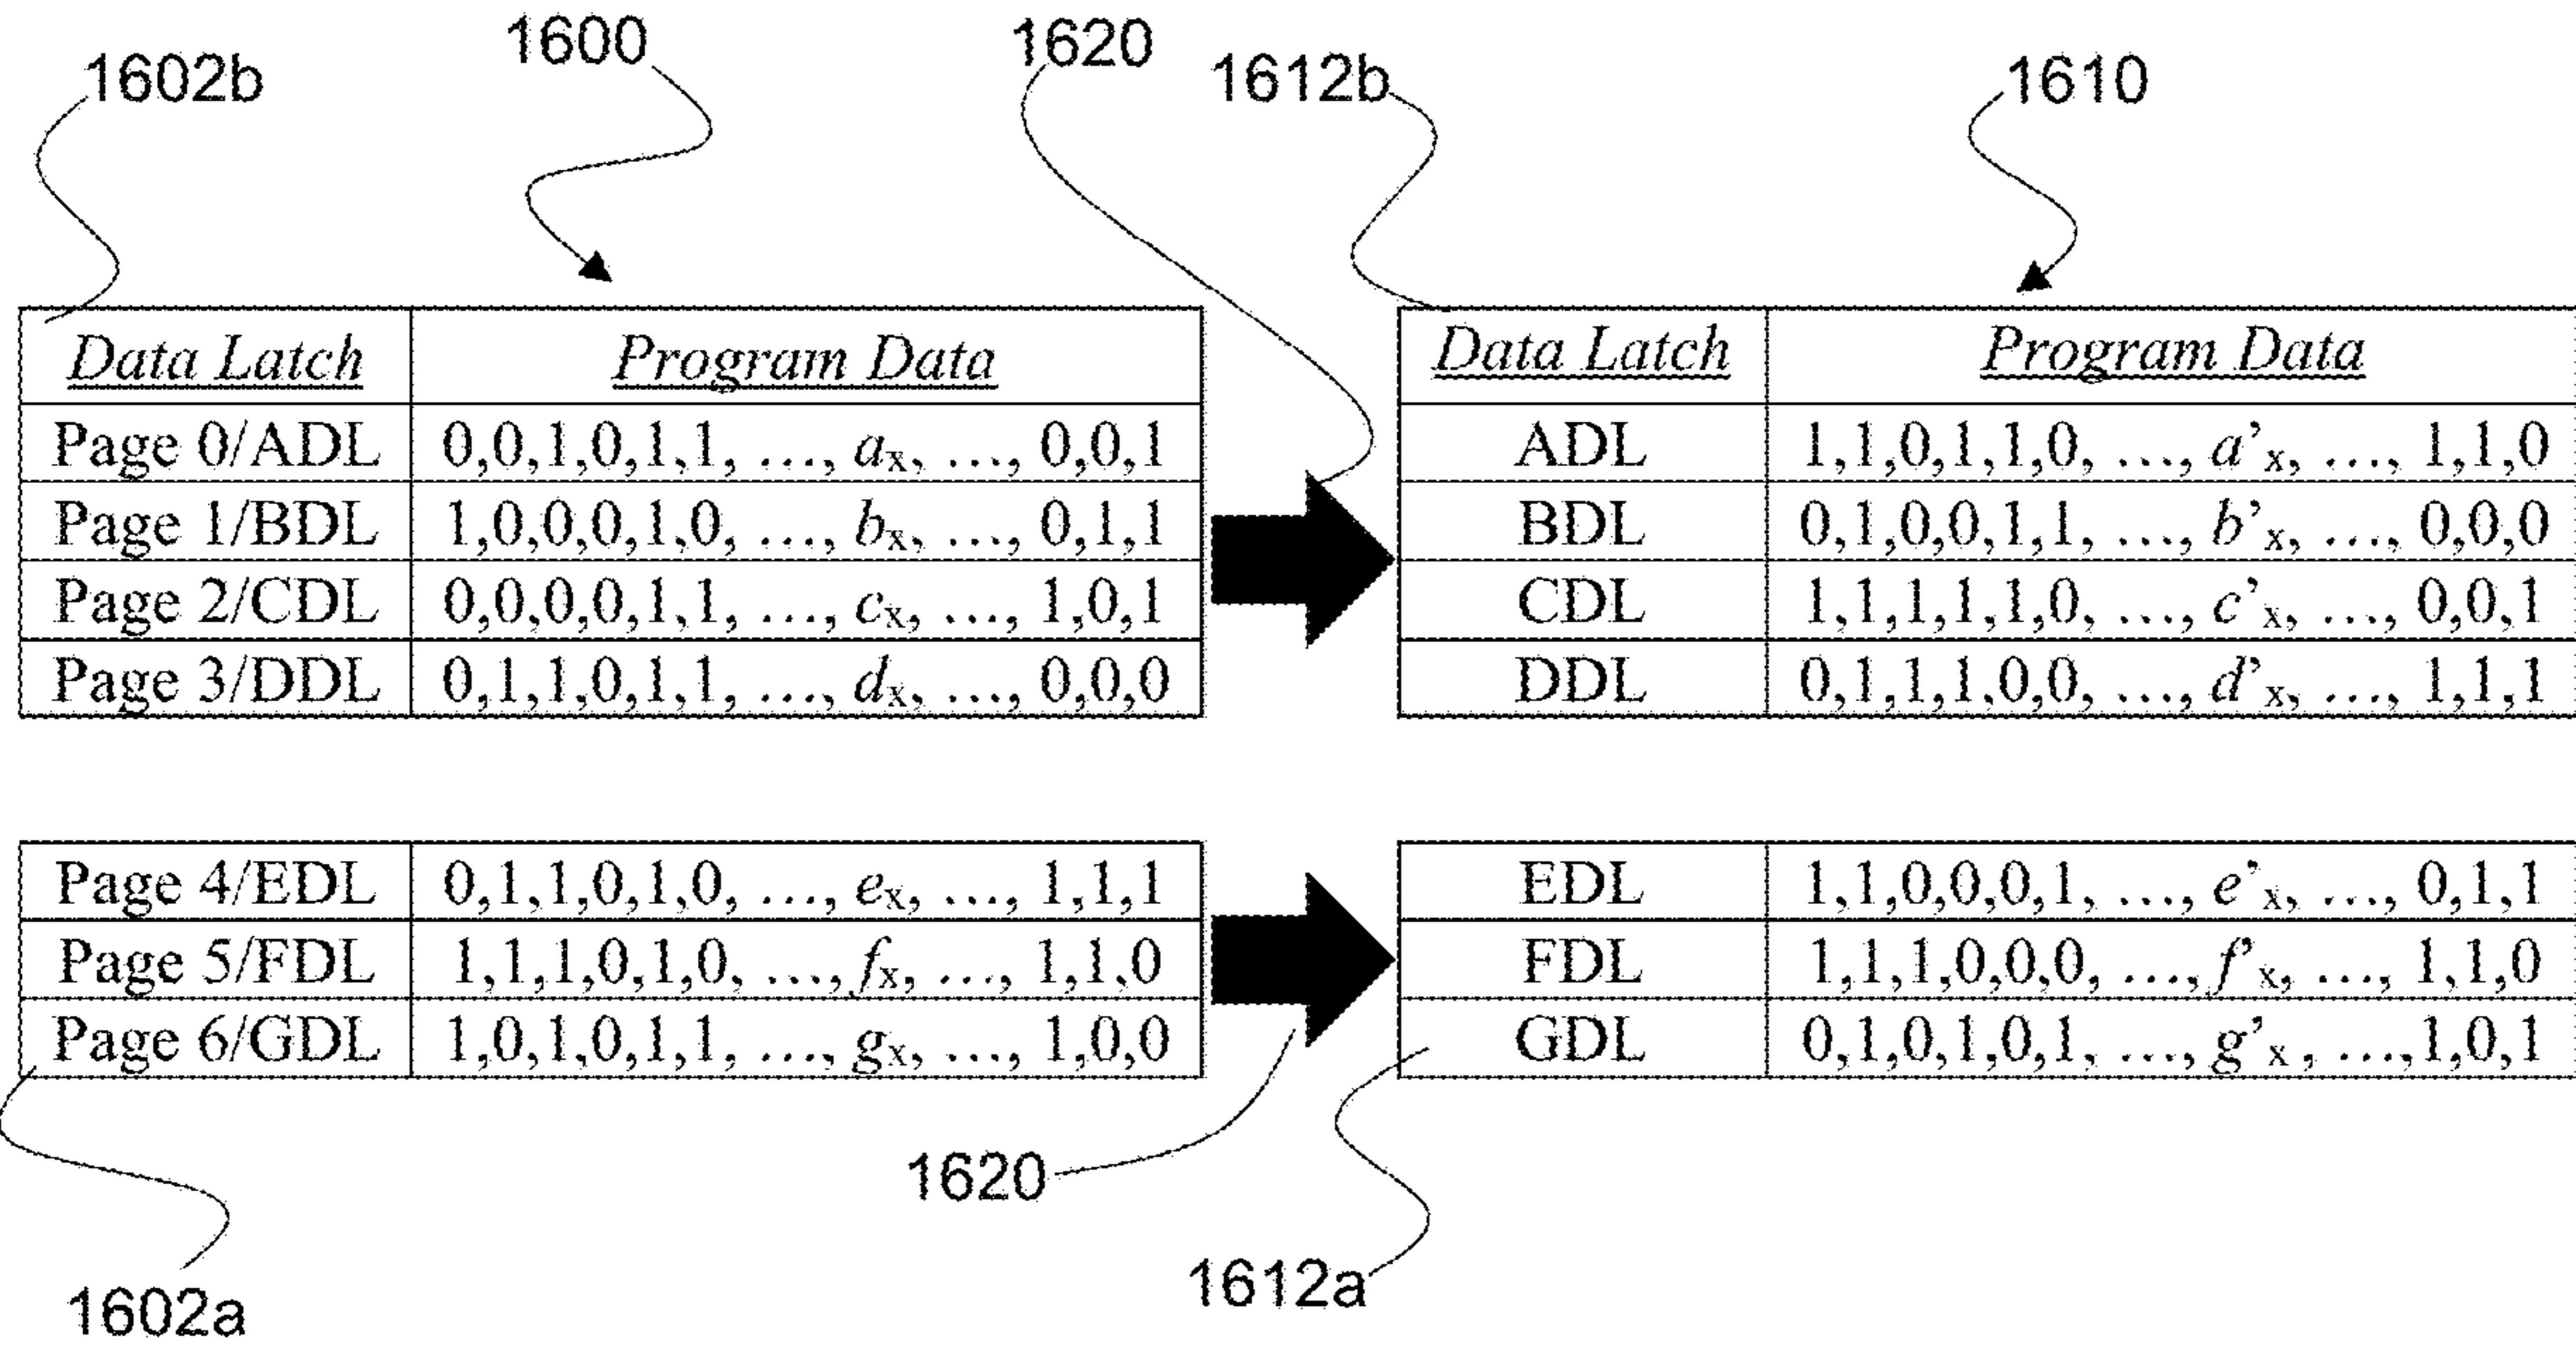 1600 1620
1602b 1612b 1610
Data Latch Program Data Data Latch Program Data
Page 0/ADL 0,0,1,0,1,1, …, aₓ, …, 0,0,1 ADL 1,1,0,1,1,0, …, a’ₓ, …, 1,1,0
Page 1/BDL 1,0,0,0,1,0, …, bₓ, …, 0,1,1 BDL 0,1,0,0,1,1, …, b’ₓ, …, 0,0,0
Page 2/CDL 0,0,0,0,1,1, …, cₓ, …, 1,0,1 CDL 1,1,1,1,1,0, …, c’ₓ, …, 0,0,1
Page 3/DDL 0,1,1,0,1,1, …, dₓ, …, 0,0,0 DDL 0,1,1,1,0,0, …, d’ₓ, …, 1,1,1
Page 4/EDL 0,1,1,0,1,0, …, eₓ, …, 1,1,1 EDL 1,1,0,0,0,1, …, e’ₓ, …, 0,1,1
Page 5/FDL 1,1,1,0,1,0, …, fₓ, …, 1,1,0 FDL 1,1,1,0,0,0, …, f’ₓ, …, 1,1,0
Page 6/GDL 1,0,1,0,1,1, …, gₓ, …, 1,0,0 GDL 0,1,0,1,0,1, …, g’ₓ, …,1,0,1
1620
1602a 1612a